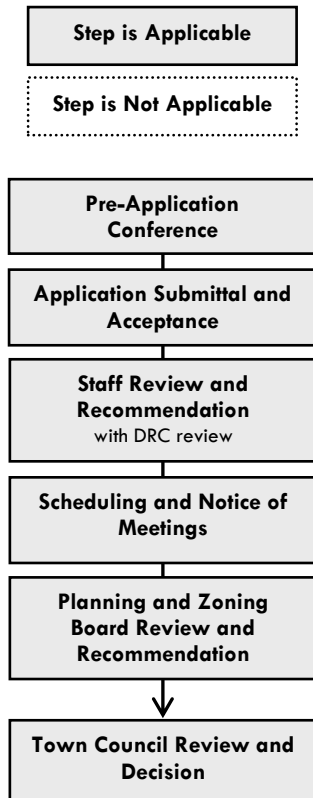 Step is Applicable
Step is Not Applicable
Pre-Application
Conference
Application Submittal and
Acceptance
Staff Review and
Recommendation
with DRC review
Scheduling and Notice of
Meetings
Planning and Zoning
Board Review and
Recommendation
Town Council Review and
Decision